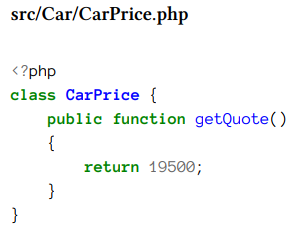 src/Car/CarPrice.php
<?php
class CarPrice {
    public function getQuote()
    {
        return 19500;
    }
}